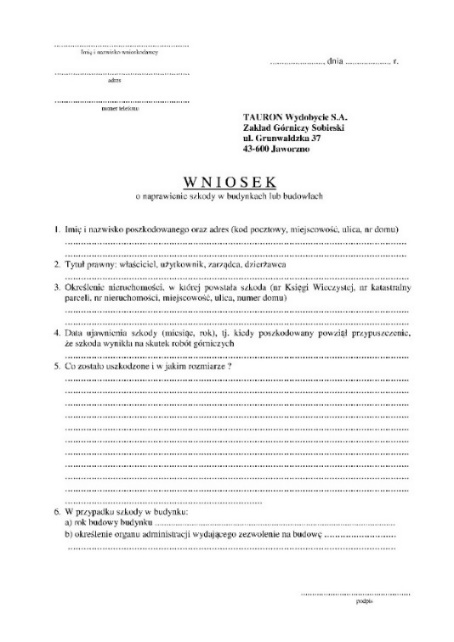 ........................................................
Imię i nazwisko wnioskodawcy
........................................................
adres
........................................................
numer telefonu
......................, dnia ................... r.
TAURON Wydobycie S.A.
Zakład Górniczy Sobieski
ul. Grunwaldzka 37
43-600 Jaworzno
W N I O S E K
o naprawienie szkody w budynkach lub budowlach
1. Imię i nazwisko poszkodowanego oraz adres (kod pocztowy, miejscowość, ulica, nr domu)
........................................................
........................................................
2. Tytuł prawny: właściciel, użytkownik, zarządca, dzierżawca
........................................................
3. Określenie nieruchomości, w której powstała szkoda (nr Księgi Wieczystej, nr katastralny
parceli, nr nieruchomości, miejscowość, ulica, numer domu)
........................................................
........................................................
4. Data ujawnienia szkody (miesiąc, rok), tj. kiedy poszkodowany powziął przypuszczenie,
że szkoda wynikła na skutek robót górniczych
........................................................
5. Co zostało uszkodzone i w jakim rozmiarze ?
........................................................
........................................................
........................................................
........................................................
........................................................
........................................................
........................................................
........................................................
........................................................
........................................................
........................................................
6. W przypadku szkody w budynku:
a) rok budowy budynku ........................................................
b) określenie organu administracji wydającego zezwolenie na budowę ..............................
........................................................
........................................................
podpis